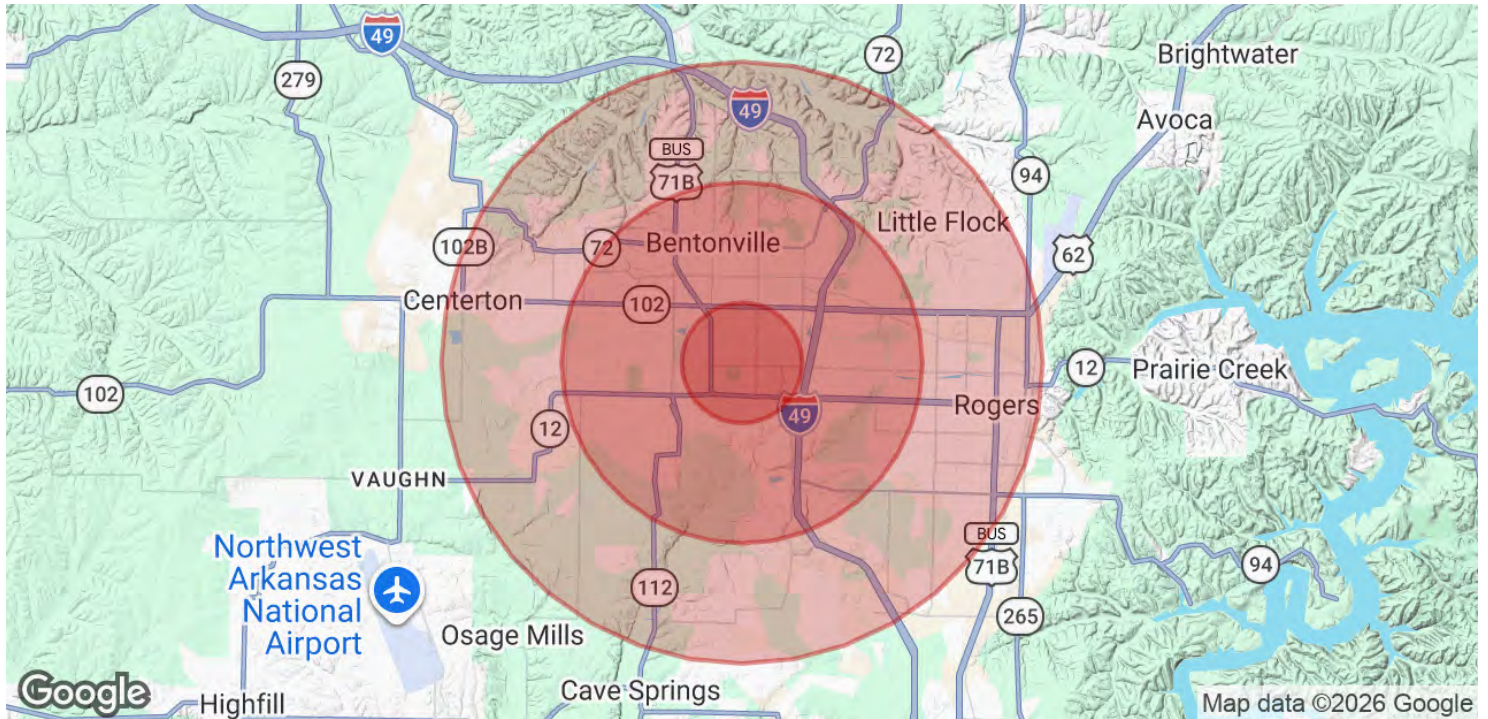 49
72
Brightwater
279
49
Avoca
BUS
71B
94
Little Flock
102B
72
Bentonville
62
Centerton
102
12
Prairie Creek
102
49
Rogers
12
VAUGHN
Northwest
Arkansas
National
Airport
BUS
71B
94
112
265
Osage Mills
Cave Springs
Google
Highfill
Map data ©2026 Google